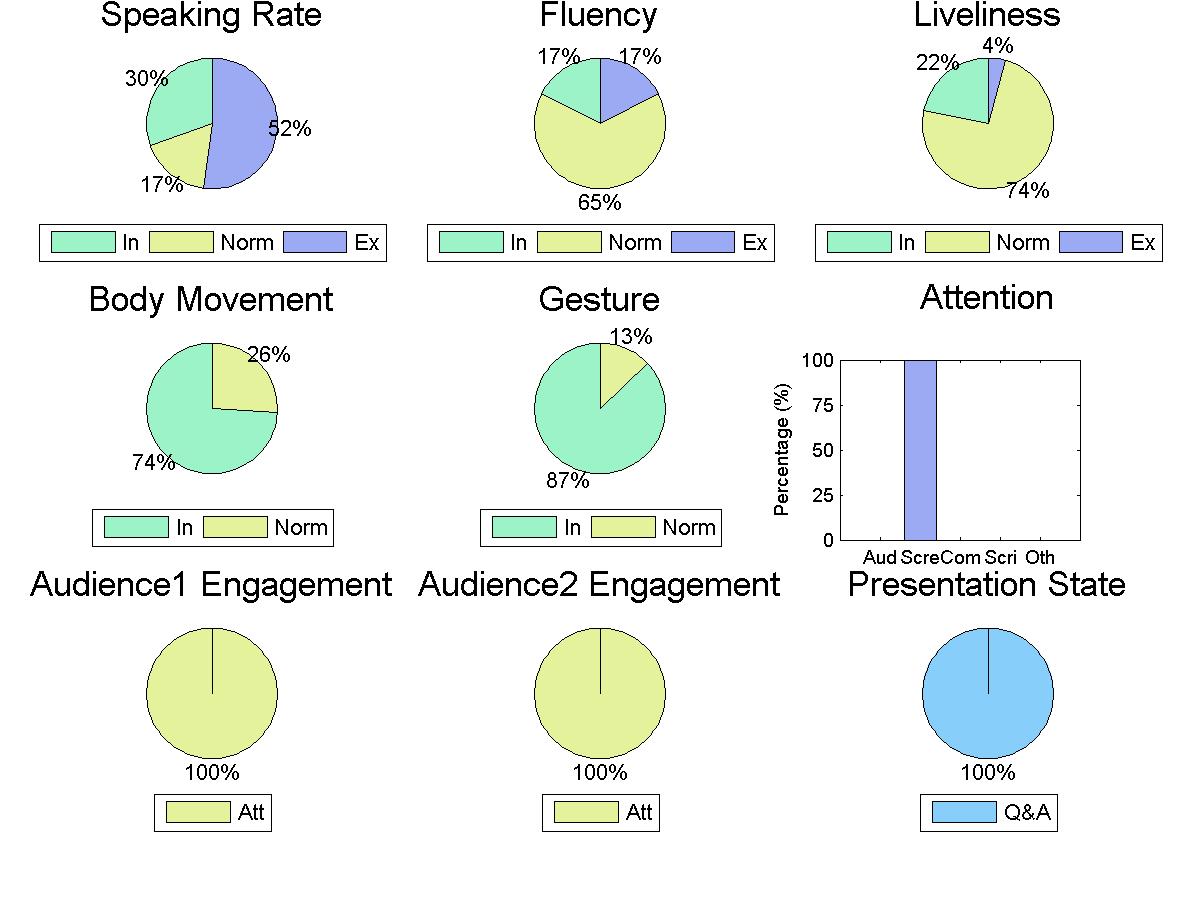 Speaking Rate
30%
52%
17%
In Norm Ex
Fluency
17%
17%
65%
In Norm Ex
Liveliness
4%
22%
74%
In Norm Ex
Body Movement
26%
74%
In Norm
Gesture
13%
87%
In Norm
Attention
Percentage (%)
100
75
50
25
0
Aud Scre Com Scri Oth
Audience1 Engagement
100%
Att
Audience2 Engagement
100%
Att
Presentation State
100%
Q&A